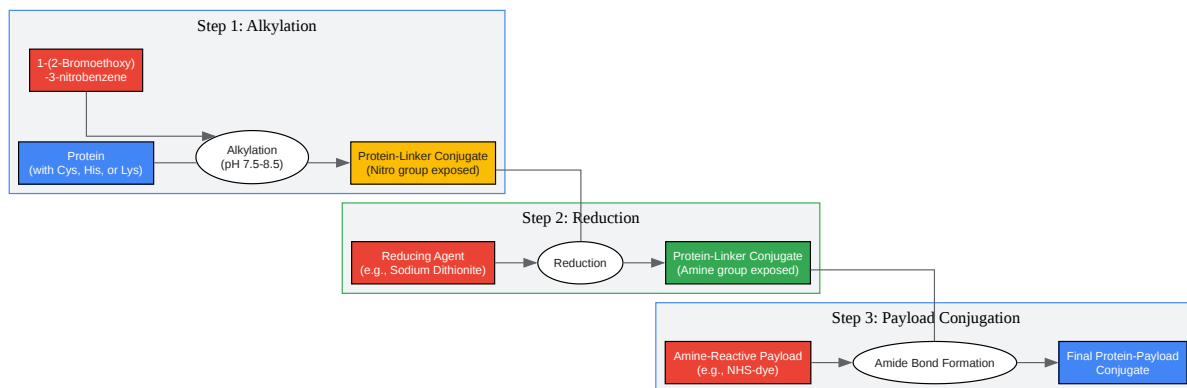 Step 1: Alkylation
1-(2-Bromoethoxy)
-3-nitrobenzene
Protein
(with Cys, His, or Lys)
Alkylation
(pH 7.5-8.5)
Protein-Linker Conjugate
(Nitro group exposed)
Step 2: Reduction
Reducing Agent
(e.g., Sodium Dithionite)
Reduction
Protein-Linker Conjugate
(Amine group exposed)
Step 3: Payload Conjugation
Amine-Reactive Payload
(e.g., NHS-dye)
Amide Bond Formation
Final Protein-Payload
Conjugate